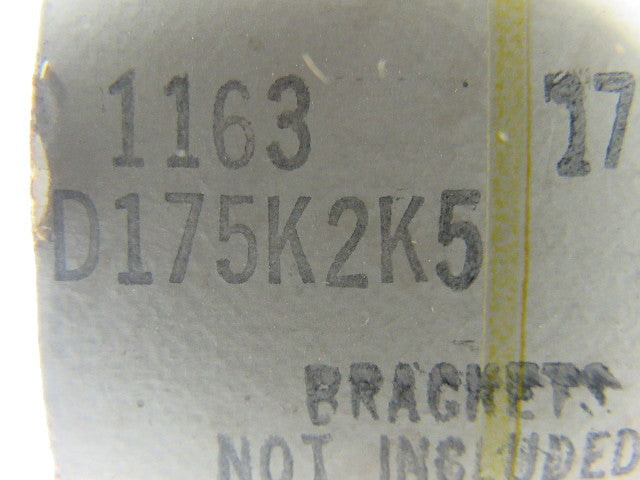 1163 17
D175K2K5
BRACKETS
NOT INCLUDED